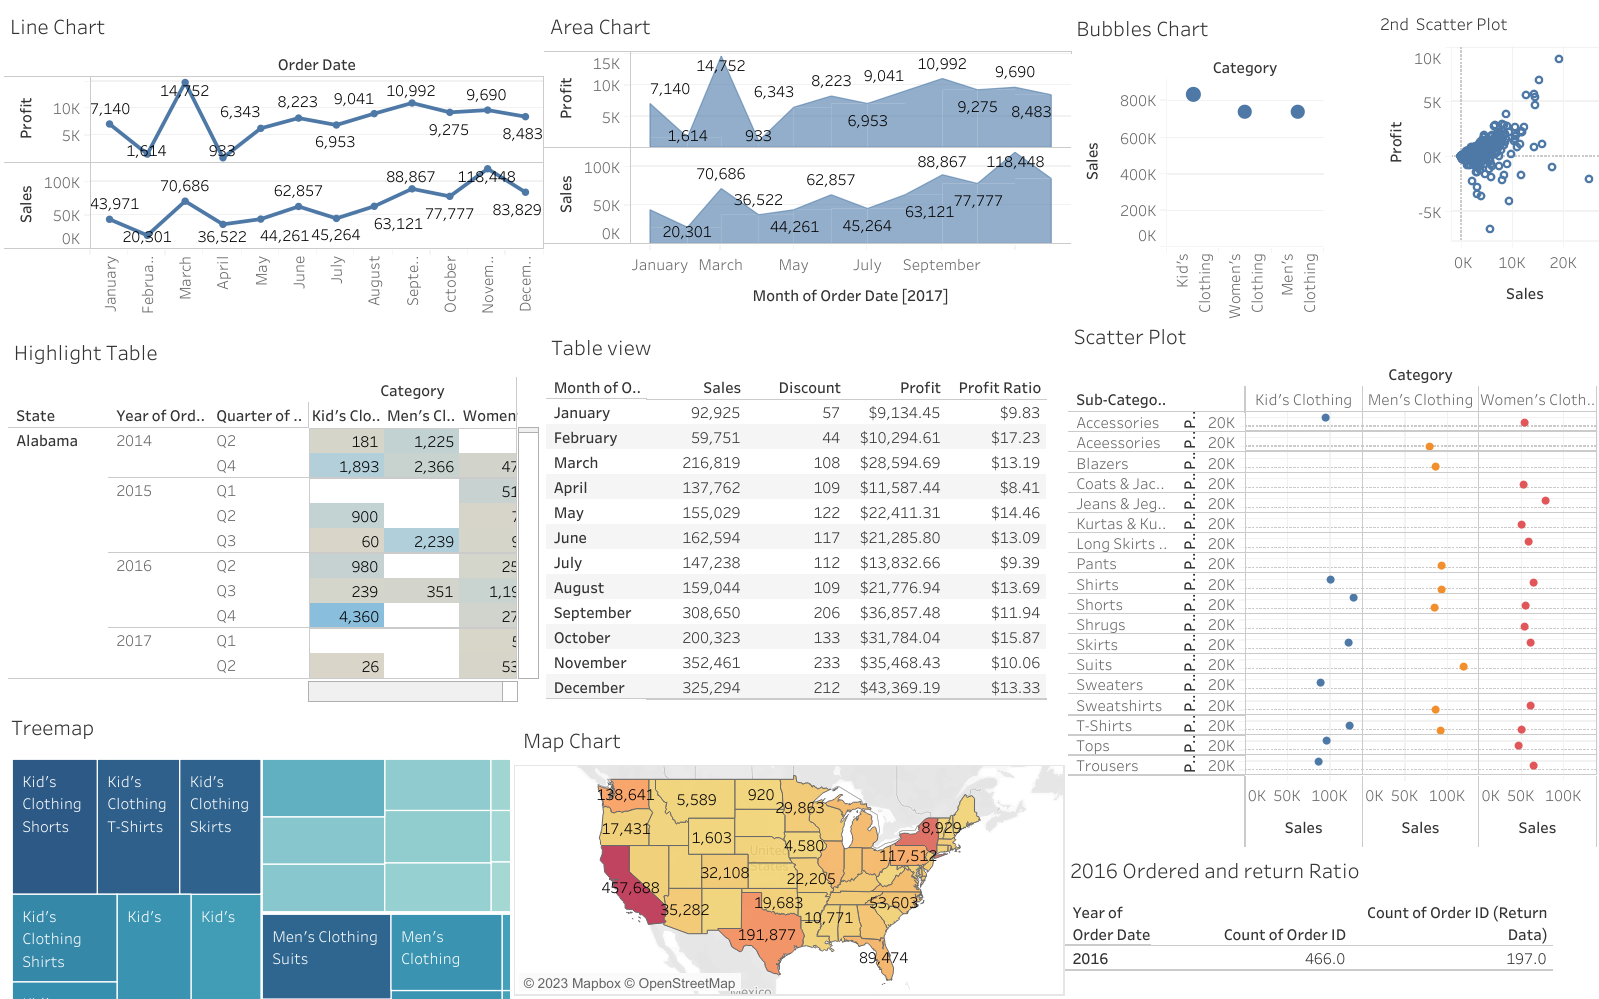 Line Chart
Order Date
Profit
10K
5K
7,140
1,614
14,752
933
6,343
8,223
6,953
9,041
10,992
9,275
9,690
8,483
Sales
100K
50K
0K
43,971
20,301
70,686
36,522
44,261
62,857
45,264
63,121
88,867
77,777
118,448
83,829
January
Februa..
March
April
May
June
July
August
Septe..
October
Novem..
Decem..
Area Chart
Profit
15K
10K
5K
7,140
1,614
14,752
933
6,343
8,223
6,953
9,041
10,992
9,275
9,690
8,483
Sales
100K
50K
0K
20,301
70,686
36,522
44,261
62,857
45,264
63,121
88,867
77,777
118,448
January
March
May
July
September
Month of Order Date [2017]
Bubbles Chart
Category
Sales
800K
600K
400K
200K
0K
Kid's
Clothing
Women's
Clothing
Men's
Clothing
2nd Scatter Plot
Profit
10K
5K
0K
-5K
0K 10K 20K
Sales
Highlight Table
Category
State Year of Ord.. Quarter of .. Kid's Clo.. Men's Cl.. Women
Alabama 2014 Q2 181 1,225
Q4 1,893 2,366 47
2015 Q1 51
Q2 900
Q3 60 2,239
2016 Q2 980 25
Q3 239 351 1,19
Q4 4,360 27
2017 Q1
Q2 26 53
Table view
Month of O.. Sales Discount Profit Profit Ratio
January 92,925 57 $9,134.45 $9.83
February 59,751 44 $10,294.61 $17.23
March 216,819 108 $28,594.69 $13.19
April 137,762 109 $11,587.44 $8.41
May 155,029 122 $22,411.31 $14.46
June 162,594 117 $21,285.80 $13.09
July 147,238 112 $13,832.66 $9.39
August 159,044 109 $21,776.94 $13.69
September 308,650 206 $36,857.48 $11.94
October 200,323 133 $31,784.04 $15.87
November 352,461 233 $35,468.43 $10.06
December 325,294 212 $43,369.19 $13.33
Scatter Plot
Category
Sub-Catego.. Kid's Clothing Men's Clothing Women's Cloth..
Accessories P.. 20K
Aceessories P.. 20K
Blazers P.. 20K
Coats & Jac.. P.. 20K
Jeans & Jeg.. P.. 20K
Kurtas & Ku.. P.. 20K
Long Skirts .. P.. 20K
Pants P.. 20K
Shirts P.. 20K
Shorts P.. 20K
Shrugs P.. 20K
Skirts P.. 20K
Suits P.. 20K
Sweaters P.. 20K
Sweatshirts P.. 20K
T-Shirts P.. 20K
Tops P.. 20K
Trousers P.. 20K
0K 50K 100K 0K 50K 100K 0K 50K 100K
Sales Sales Sales
Treemap
Kid's
Clothing
Shorts
Kid's
Clothing
T-Shirts
Kid's
Clothing
Skirts
Kid's
Clothing
Shirts
Kid's
Kid's
Men's Clothing
Suits
Men's
Clothing
Map Chart
138,641
5,589
920
29,863
8,929
17,431
1,603
4,580
117,512
457,688
32,108
22,205
35,282
19,683
10,771
53,603
191,877
89,474
United
States
Mexico
© 2023 Mapbox © OpenStreetMap
2016 Ordered and return Ratio
Year of
Order Date
Count of Order ID
Count of Order ID (Return
Data)
2016 466.0 197.0